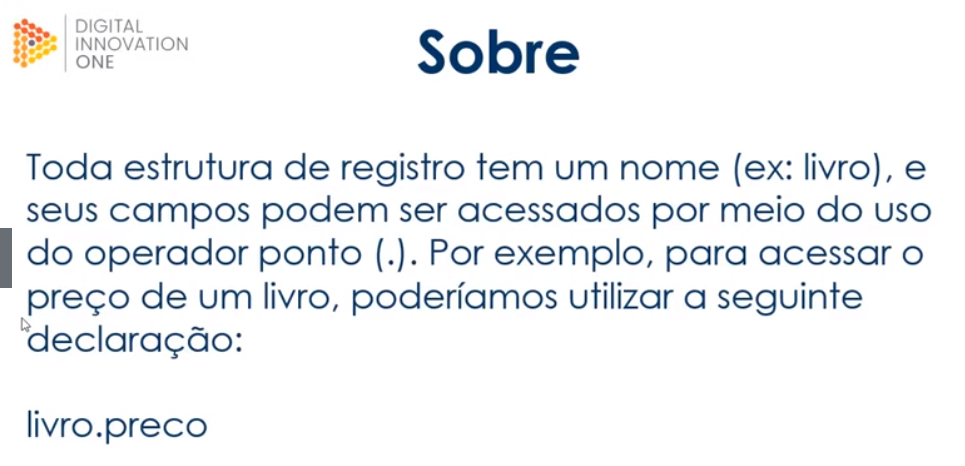 DIGITAL
INNOVATION
ONE
Sobre
Toda estrutura de registro tem um nome (ex: livro), e
seus campos podem ser acessados por meio do uso
do operador ponto (.). Por exemplo, para acessar o
preço de um livro, poderíamos utilizar a seguinte
declaração:
livro.preco